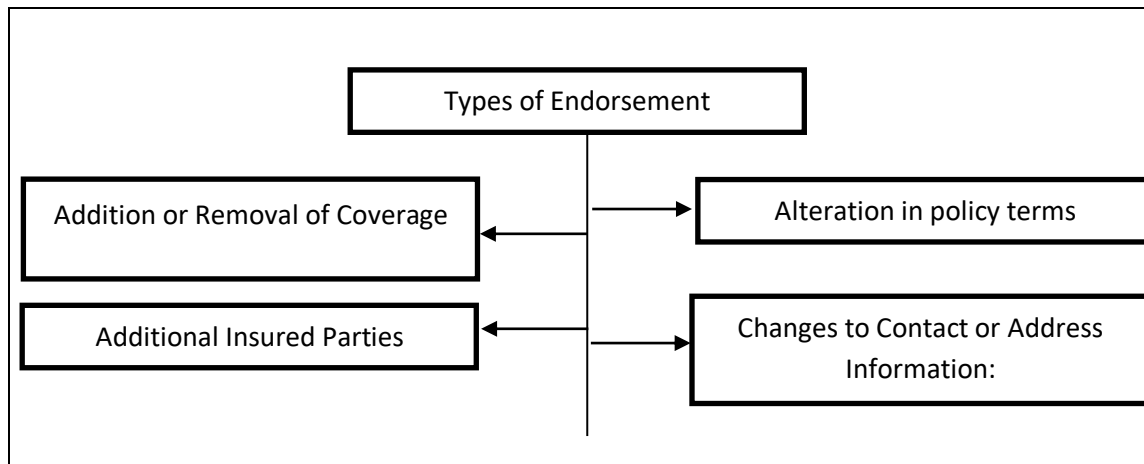 Types of Endorsement
Addition or Removal of Coverage
Alteration in policy terms
Additional Insured Parties
Changes to Contact or Address
Information: